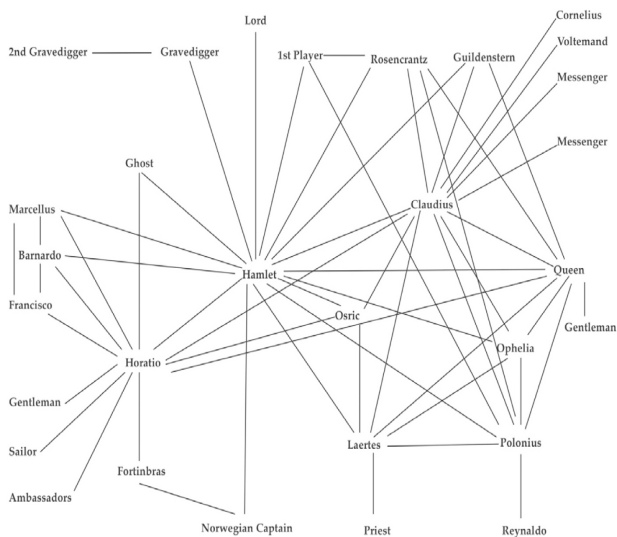 Lord
Cornelius
2nd Gravedigger
Gravedigger
1st Player
Rosencrantz
Guildenstern
Voltemand
Messenger
Messenger
Ghost
Marcellus
Claudius
Barnardo
Hamlet
Queen
Francisco
Osric
Gentleman
Ophelia
Horatio
Gentleman
Laertes
Polonius
Sailor
Fortinbras
Ambassadors
Norwegian Captain
Priest
Reynaldo